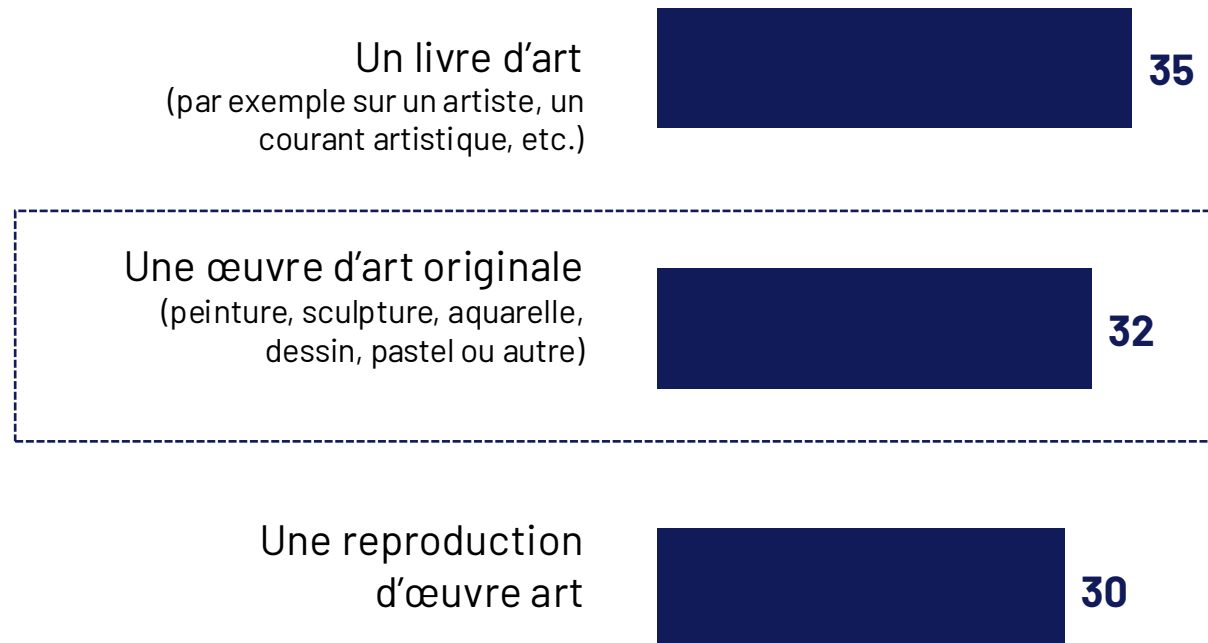 Un livre d’art
(par exemple sur un artiste, un
courant artistique, etc.)
35
Une œuvre d’art originale
(peinture, sculpture, aquarelle,
dessin, pastel ou autre)
32
Une reproduction
d’œuvre art
30